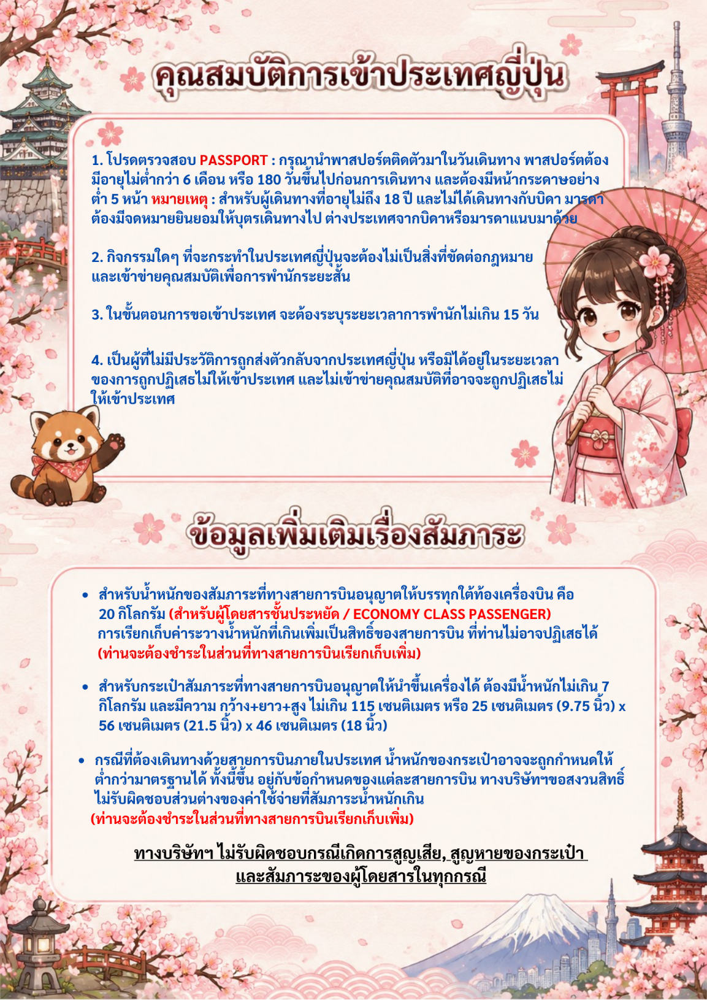 คุณสมบัติการเข้าประเทศญี่ปุ่น
1. โปรดตรวจสอบ PASSPORT : กรุณานำพาสปอร์ตติดตัวมาในวันเดินทาง พาสปอร์ตต้อง
มีอายุไม่ต่ำกว่า 6 เดือน หรือ 180 วันขึ้นไปก่อนการเดินทาง และต้องมีหน้ากระดาษอย่าง
ต่ำ 5 หน้า หมายเหตุ : สำหรับผู้เดินทางที่อายุไม่ถึง 18 ปี และไม่ได้เดินทางกับบิดา มารดา
ต้องมีจดหมายยินยอมให้บุตรเดินทางไป ต่างประเทศจากบิดาหรือมารดาแนบมาด้วย
2. กิจกรรมใดๆ ที่จะกระทำในประเทศญี่ปุ่นจะต้องไม่เป็นสิ่งที่ขัดต่อกฎหมาย
และเข้าข่ายคุณสมบัติเพื่อการพำนักระยะสั้น
3. ในขั้นตอนการขอเข้าประเทศ จะต้องระบุระยะเวลาการพำนักไม่เกิน 15 วัน
4. เป็นผู้ที่ไม่มีประวัติการถูกส่งตัวกลับจากประเทศญี่ปุ่น หรือมิได้อยู่ในระยะเวลา
ของการถูกปฏิเสธไม่ให้เข้าประเทศ และไม่เข้าข่ายคุณสมบัติที่อาจจะถูกปฏิเสธไม่
ให้เข้าประเทศ
ข้อมูลเพิ่มเติมเรื่องสัมภาระ
• สำหรับน้ำหนักของสัมภาระที่ทางสายการบินอนุญาตให้บรรทุกใต้ท้องเครื่องบิน คือ
20 กิโลกรัม (สำหรับผู้โดยสารชั้นประหยัด / ECONOMY CLASS PASSENGER)
การเรียกเก็บค่าระวางน้ำหนักที่เกินเพิ่มเป็นสิทธิ์ของสายการบิน ที่ท่านไม่อาจปฏิเสธได้
(ท่านจะต้องชำระในส่วนที่ทางสายการบินเรียกเก็บเพิ่ม)
• สำหรับกระเป๋าสัมภาระที่ทางสายการบินอนุญาตให้นำขึ้นเครื่องได้ ต้องมีน้ำหนักไม่เกิน 7
กิโลกรัม และมีความ กว้าง+ยาว+สูง ไม่เกิน 115 เซนติเมตร หรือ 25 เซนติเมตร (9.75 นิ้ว) x
56 เซนติเมตร (21.5 นิ้ว) x 46 เซนติเมตร (18 นิ้ว)
• กรณีที่ต้องเดินทางด้วยสายการบินภายในประเทศ น้ำหนักของกระเป๋าอาจจะถูกกำหนดให้
ต่ำกว่ามาตรฐานได้ ทั้งนี้ขึ้น อยู่กับข้อกำหนดของแต่ละสายการบิน ทางบริษัทฯขอสงวนสิทธิ์
ไม่รับผิดชอบส่วนต่างของค่าใช้จ่ายที่สัมภาระน้ำหนักเกิน
(ท่านจะต้องชำระในส่วนที่ทางสายการบินเรียกเก็บเพิ่ม)
ทางบริษัทฯ ไม่รับผิดชอบกรณีเกิดการสูญเสีย, สูญหายของกระเป๋า
และสัมภาระของผู้โดยสารในทุกกรณี